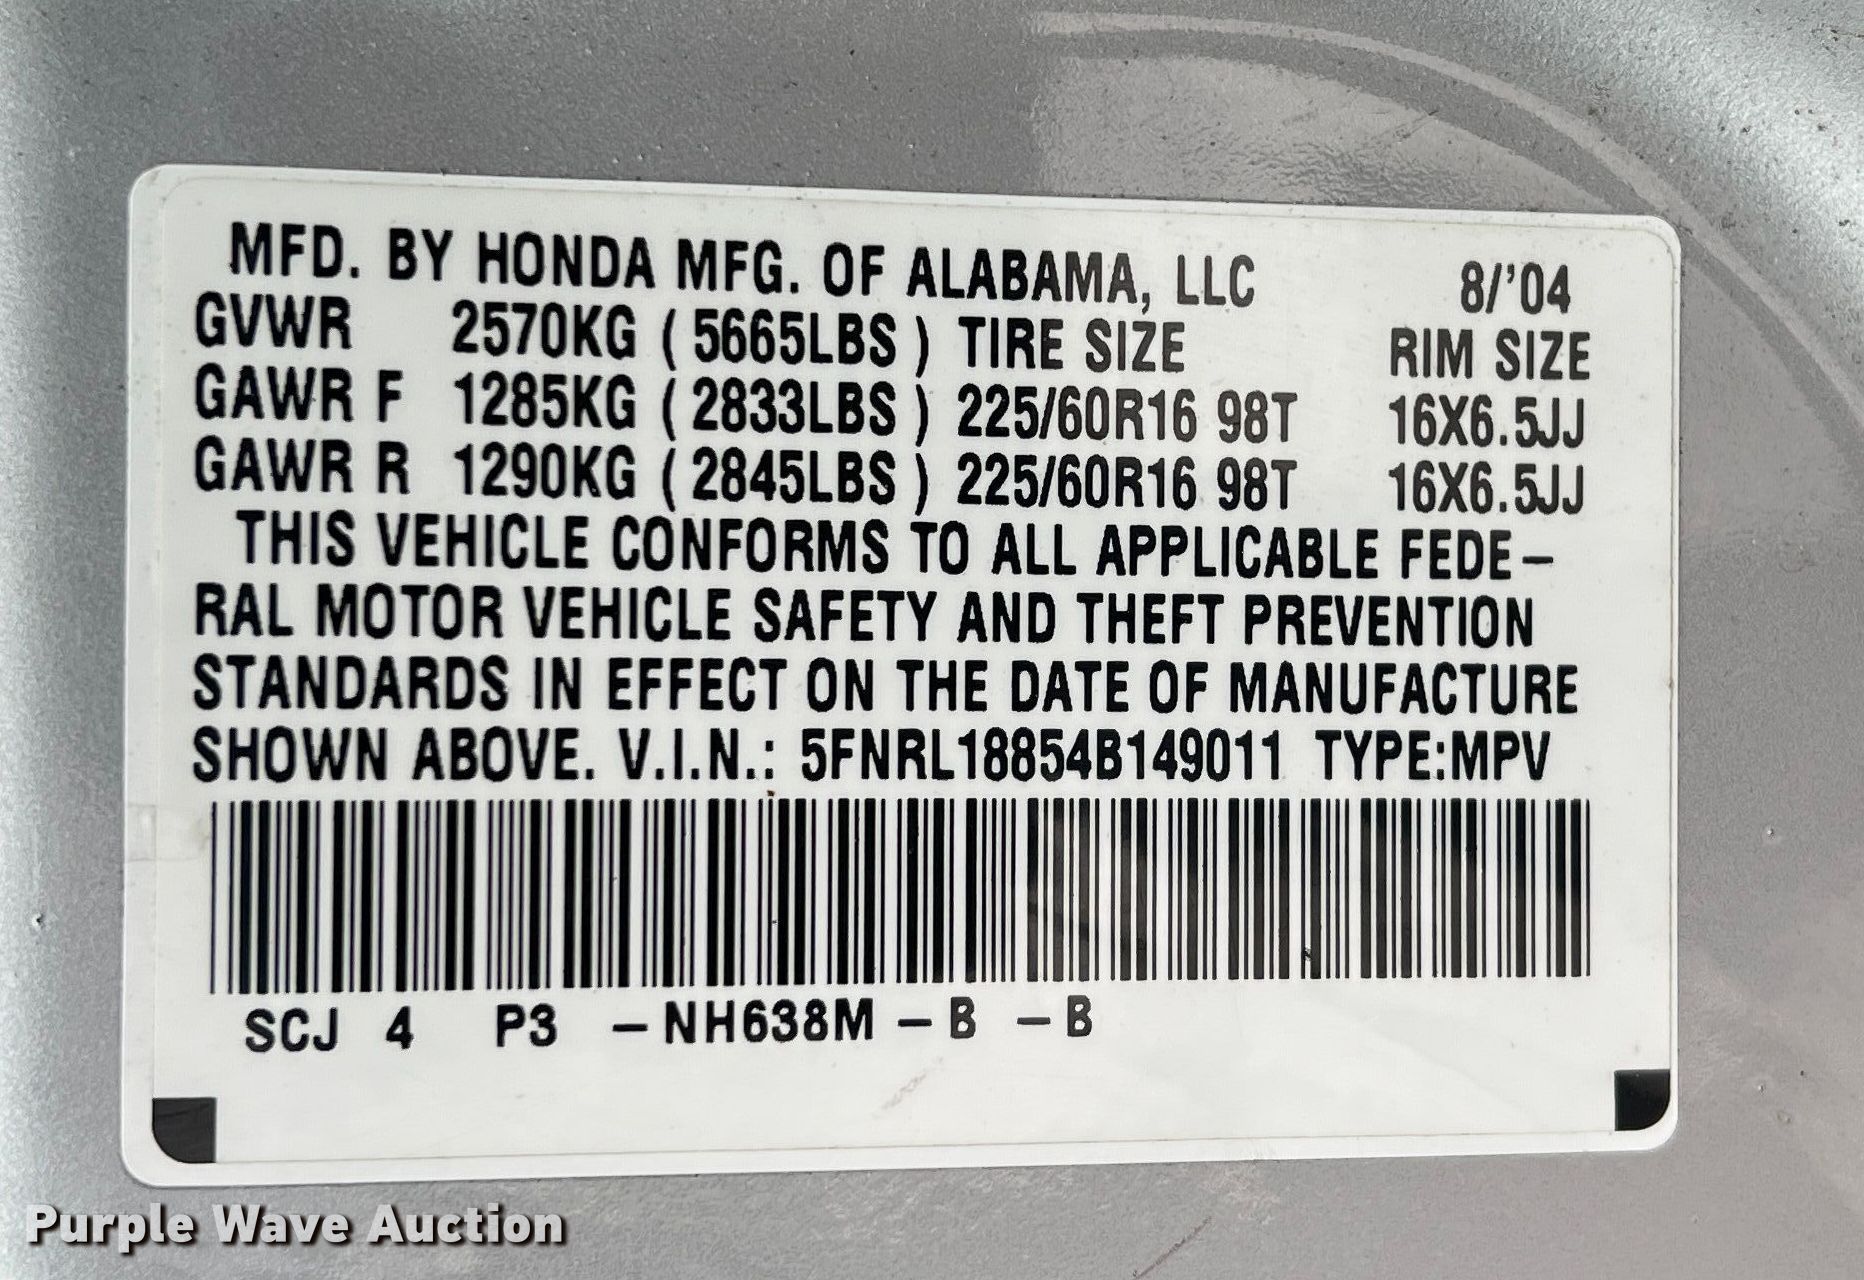 MFD. BY HONDA MFG. OF ALABAMA, LLC 8/'04
GVWR 2570KG (5665LBS) TIRE SIZE RIM SIZE
GAWR F 1285KG (2833LBS) 225/60R16 98T 16X6.5JJ
GAWR R 1290KG (2845LBS) 225/60R16 98T 16X6.5JJ
THIS VEHICLE CONFORMS TO ALL APPLICABLE FEDE-
RAL MOTOR VEHICLE SAFETY AND THEFT PREVENTION
STANDARDS IN EFFECT ON THE DATE OF MANUFACTURE
SHOWN ABOVE. V.I.N.: 5FNRL18854B149011 TYPE:MPV
SCJ 4 P3 -NH638M -B -B
Purple Wave Auction